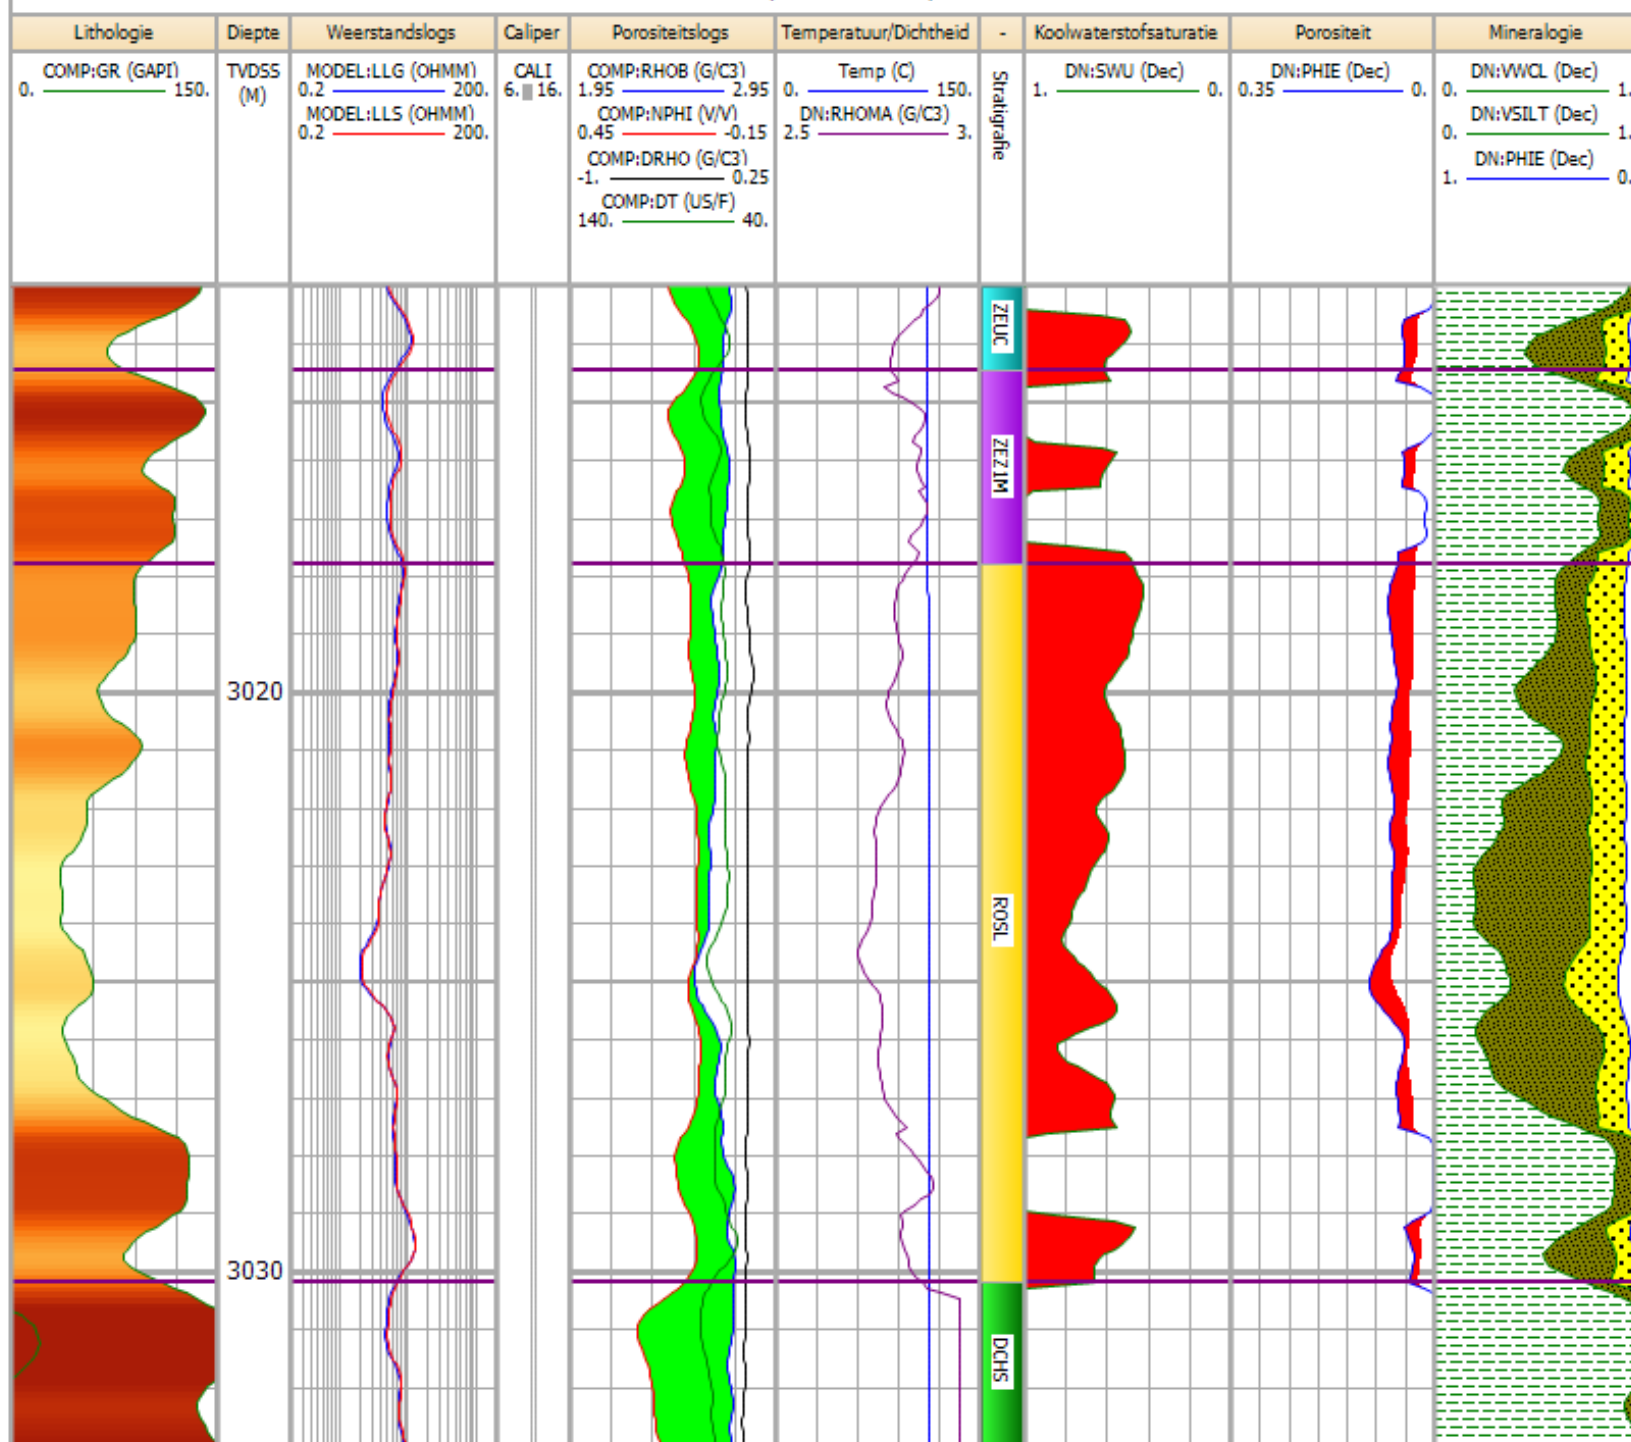 Lithologie Diepte Weerstandslogs Caliper Porositeitslogs Temperatuur/Dichtheid - Koolwaterstofsaturatie Porositeit Mineralogie
COMP:GR (GAPI)
0. 150.
TVDSS
(M)
MODEL:LLG (OHMM)
0.2 200.
MODEL:LLS (OHMM)
0.2 200.
CALI
6. 16.
COMP:RHOB (G/C3)
1.95 2.95
COMP:NPHI (V/V)
0.45 -0.15
COMP:DRHO (G/C3)
-1. 0.25
COMP:DT (US/F)
140. 40.
Temp (C)
0. 150.
DN:RHOMA (G/C3)
2.5 3.
Stratigrafie
DN:SWU (Dec)
1. 0.
DN:PHIE (Dec)
0.35 0.
DN:VWCL (Dec)
0. 1.
DN:VSILT (Dec)
0. 1.
DN:PHIE (Dec)
1. 0.
ZEUC
ZEZ1M
3020
ROSL
3030
DCHS